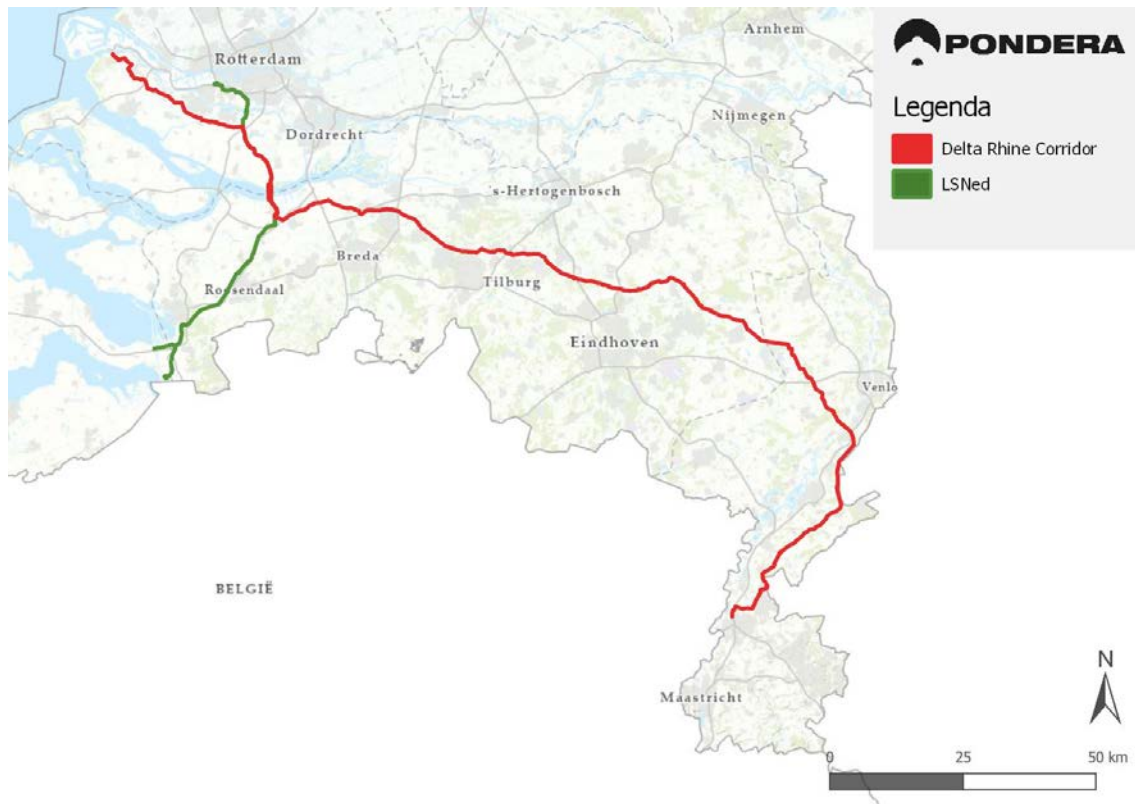 PONDERA
Legenda
Delta Rhine Corridor
LSNed
Arnhem
Rotterdam
Nijmegen
Dordrecht
's-Hertogenbosch
Breda
Tilburg
Rossendaal
Eindhoven
Venlo
BELGIË
Maastricht
N
0 25 50 km